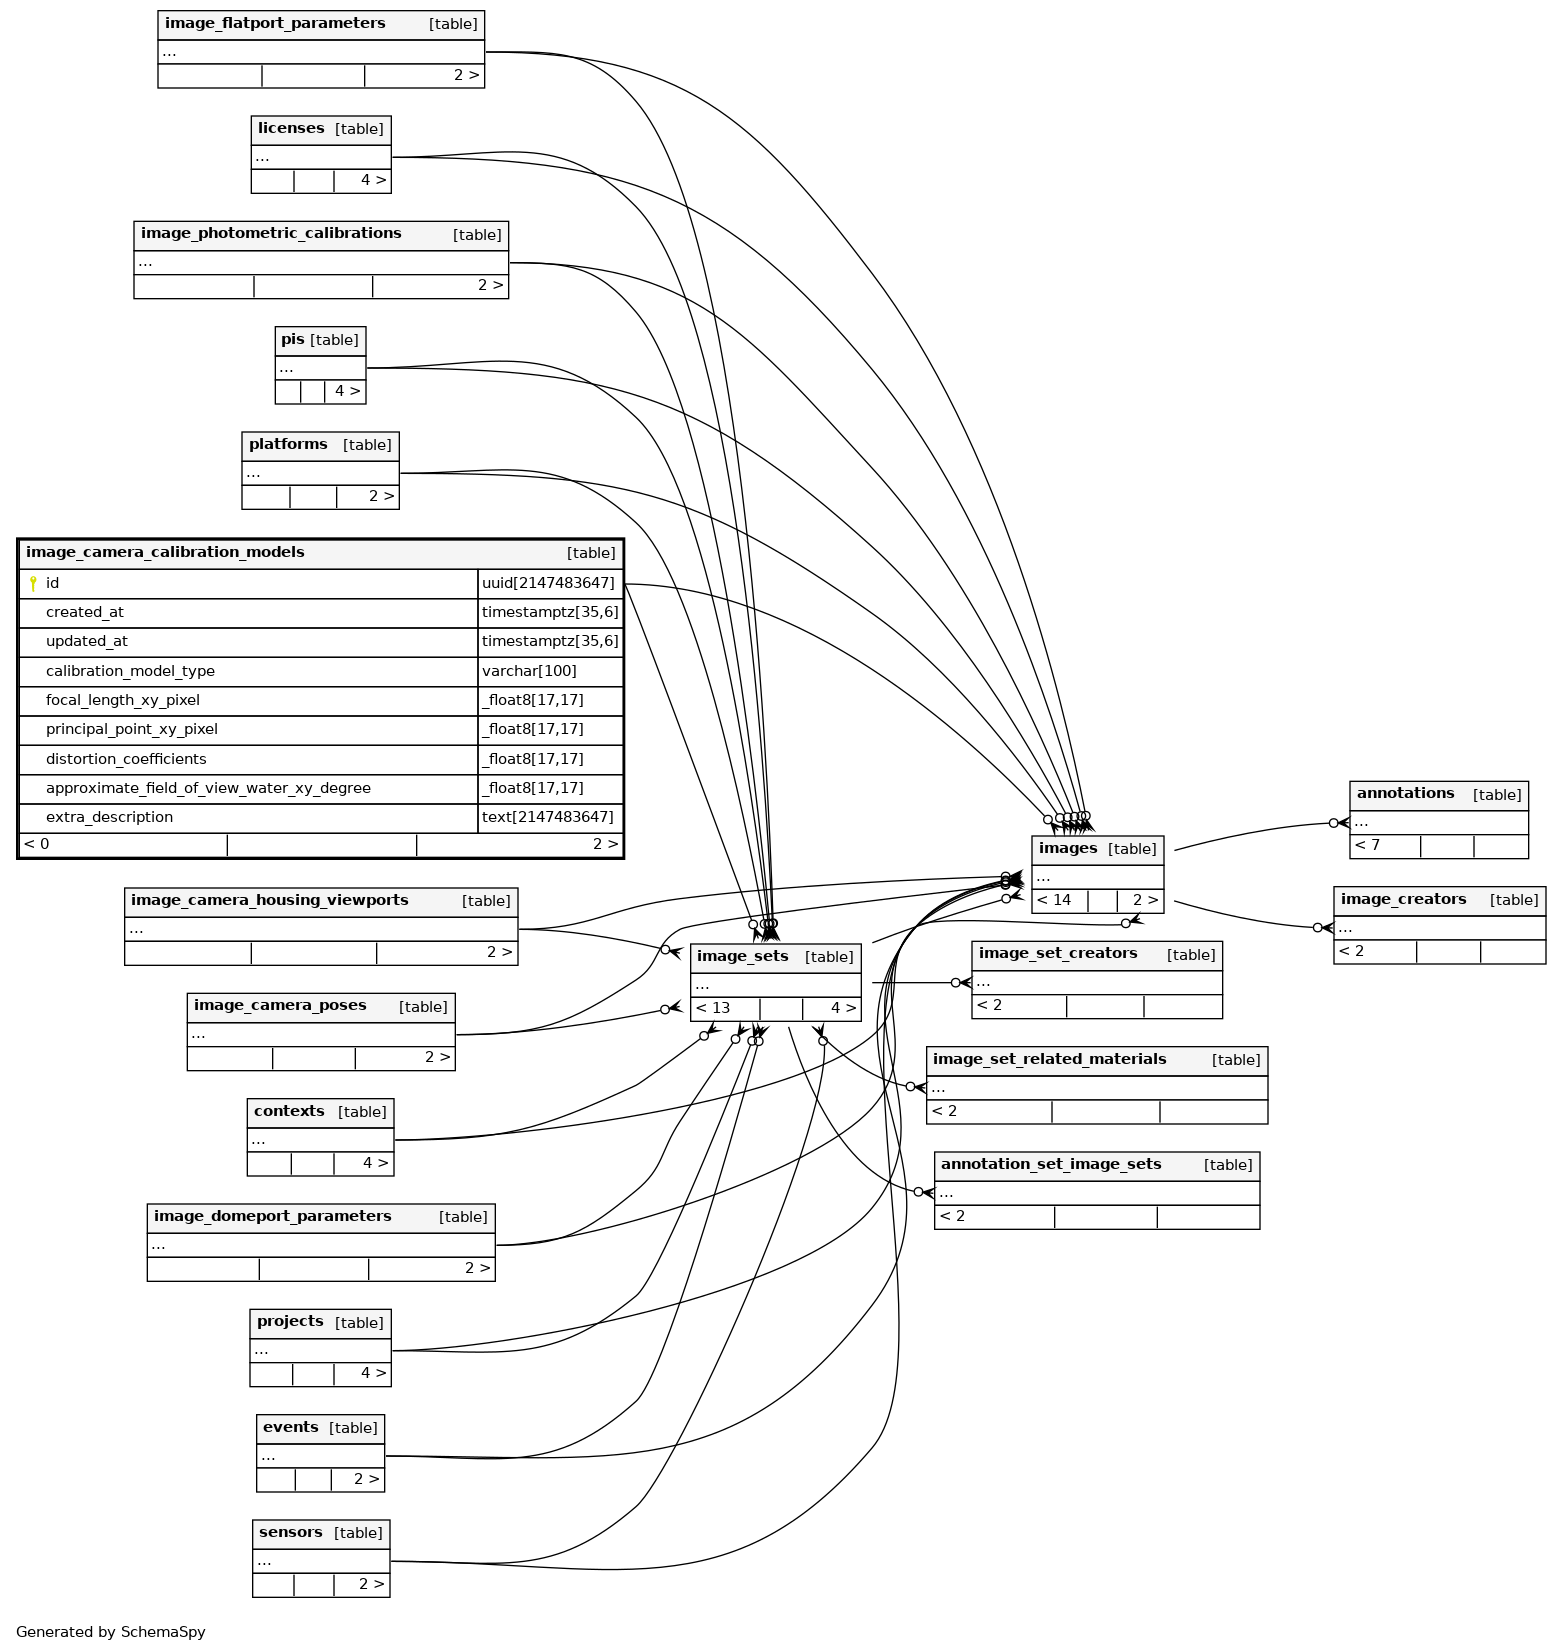 image_flatport_parameters [table]
...
2 >
licenses [table]
...
4 >
image_photometric_calibrations [table]
...
2 >
pis [table]
...
4 >
platforms [table]
...
2 >
image_camera_calibration_models [table]
id uuid[2147483647]
created_at timestamptz[35,6]
updated_at timestamptz[35,6]
calibration_model_type varchar[100]
focal_length_xy_pixel _float8[17,17]
principal_point_xy_pixel _float8[17,17]
distortion_coefficients _float8[17,17]
approximate_field_of_view_water_xy_degree _float8[17,17]
extra_description text[2147483647]
< 0 2 >
image_camera_housing_viewports [table]
...
2 >
image_camera_poses [table]
...
2 >
contexts [table]
...
4 >
image_domeport_parameters [table]
...
2 >
projects [table]
...
4 >
events [table]
...
2 >
sensors [table]
...
2 >
image_sets [table]
...
< 13 4 >
images [table]
...
< 14 2 >
image_set_creators [table]
...
< 2
image_set_related_materials [table]
...
< 2
annotation_set_image_sets [table]
...
< 2
annotations [table]
...
< 7
image_creators [table]
...
< 2
Generated by SchemaSpy